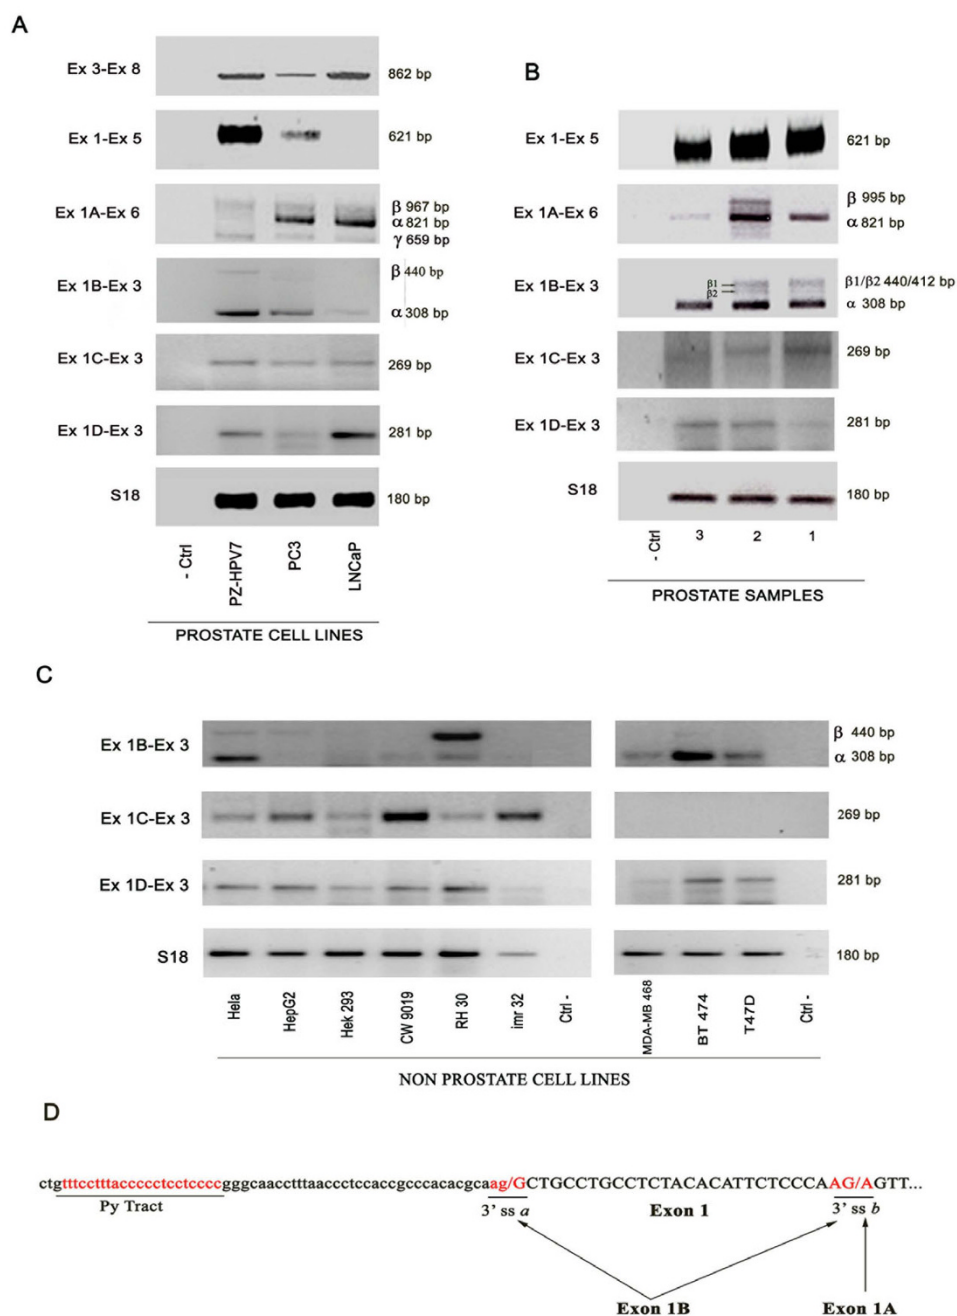 A
Ex 3-Ex 8
862 bp
Ex 1-Ex 5
621 bp
Ex 1A-Ex 6
β 967 bp
α 821 bp
γ 659 bp
Ex 1B-Ex 3
β 440 bp
α 308 bp
Ex 1C-Ex 3
269 bp
Ex 1D-Ex 3
281 bp
S18
180 bp
- Ctrl
PZ-HPV7
PC3
LNCaP
PROSTATE CELL LINES
B
Ex 1-Ex 5
621 bp
Ex 1A-Ex 6
β 995 bp
α 821 bp
Ex 1B-Ex 3
β1
β2
β1/β2 440/412 bp
α 308 bp
Ex 1C-Ex 3
269 bp
Ex 1D-Ex 3
281 bp
S18
180 bp
- Ctrl
3
2
1
PROSTATE SAMPLES
C
Ex 1B-Ex 3
β 440 bp
α 308 bp
Ex 1C-Ex 3
269 bp
Ex 1D-Ex 3
281 bp
S18
180 bp
Hela
HepG2
Hek 293
CW 9019
RH 30
imr 32
Ctrl -
MDA-MB 468
BT 474
T47D
Ctrl -
NON PROSTATE CELL LINES
D
ctgtttcctttacccccctcctccccgggcaacctttaaccctccaccgcccacacgcaag/GCTGCCTGCCTCTACACATTCTCCCAAG/AGTT...
Py Tract
3' ss a
Exon 1
3' ss b
Exon 1B
Exon 1A